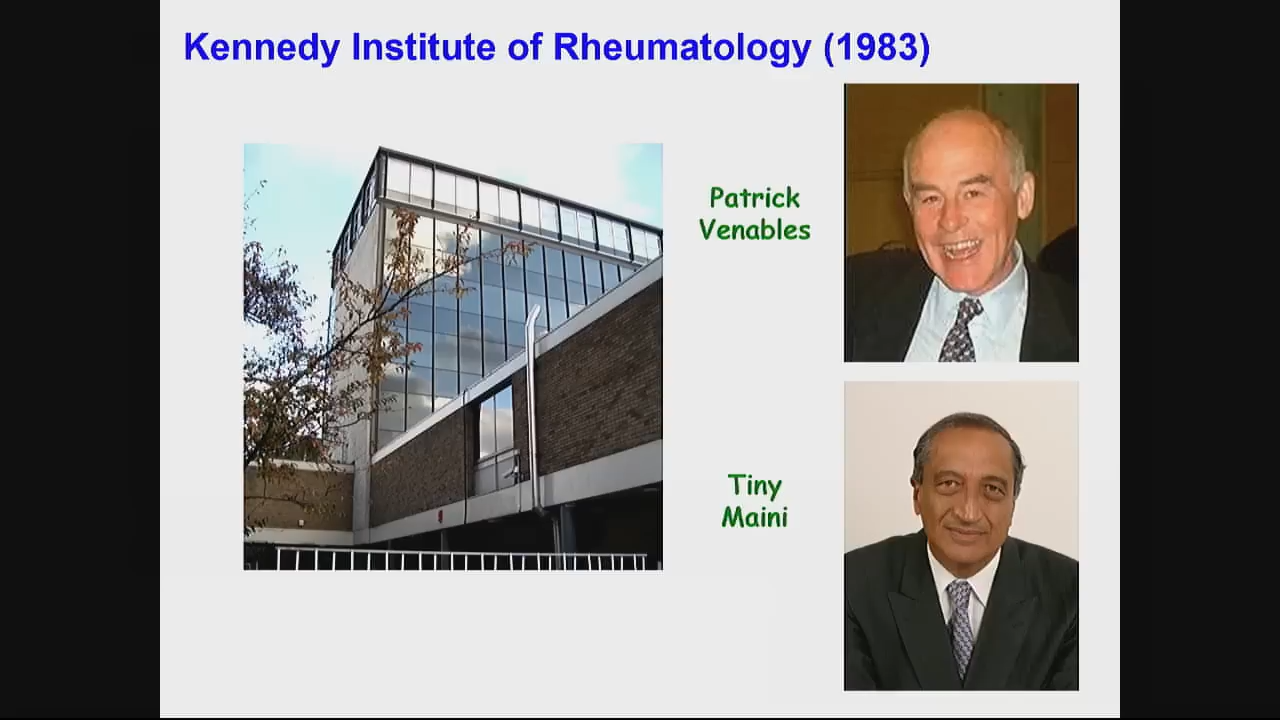 Kennedy Institute of Rheumatology (1983)
Patrick
Venables
Tiny
Maini